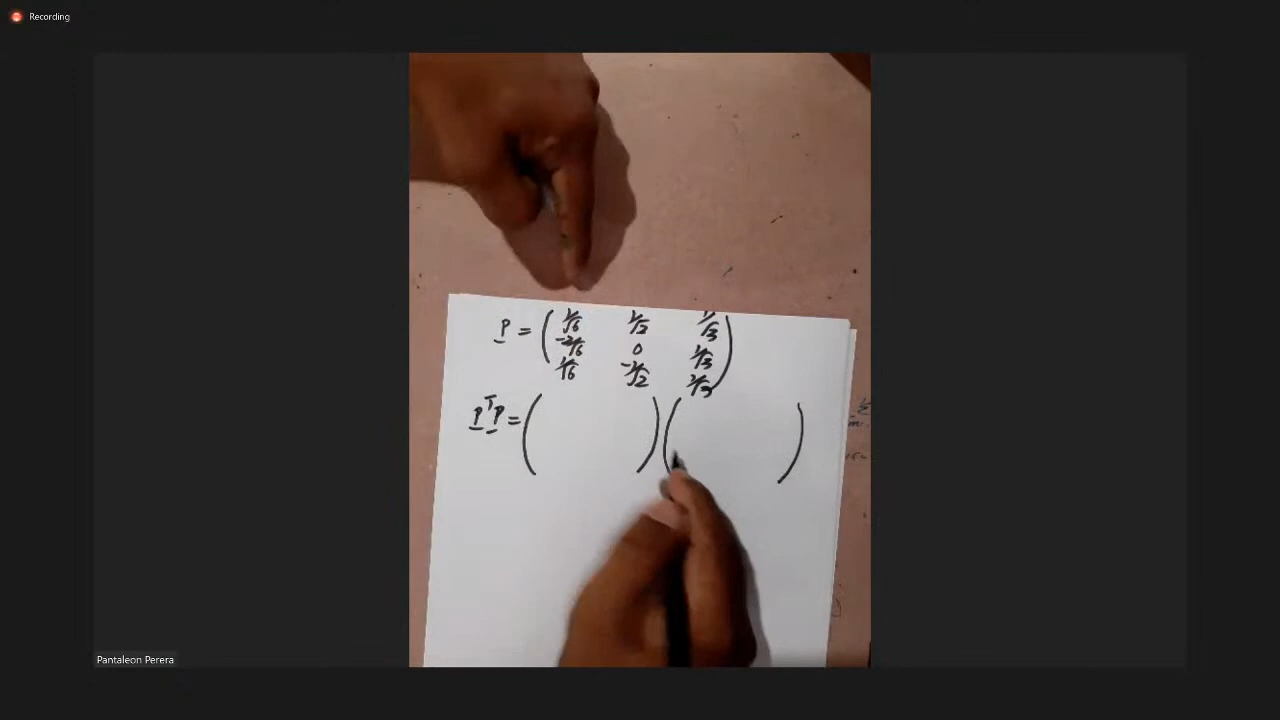 Recording
P = ( 1/√6 1/√2 1/√3
-2/√6 0 1/√3
1/√6 -1/√2 1/√3 )
PᵀP = ( ) ( )
Pantaleon Perera